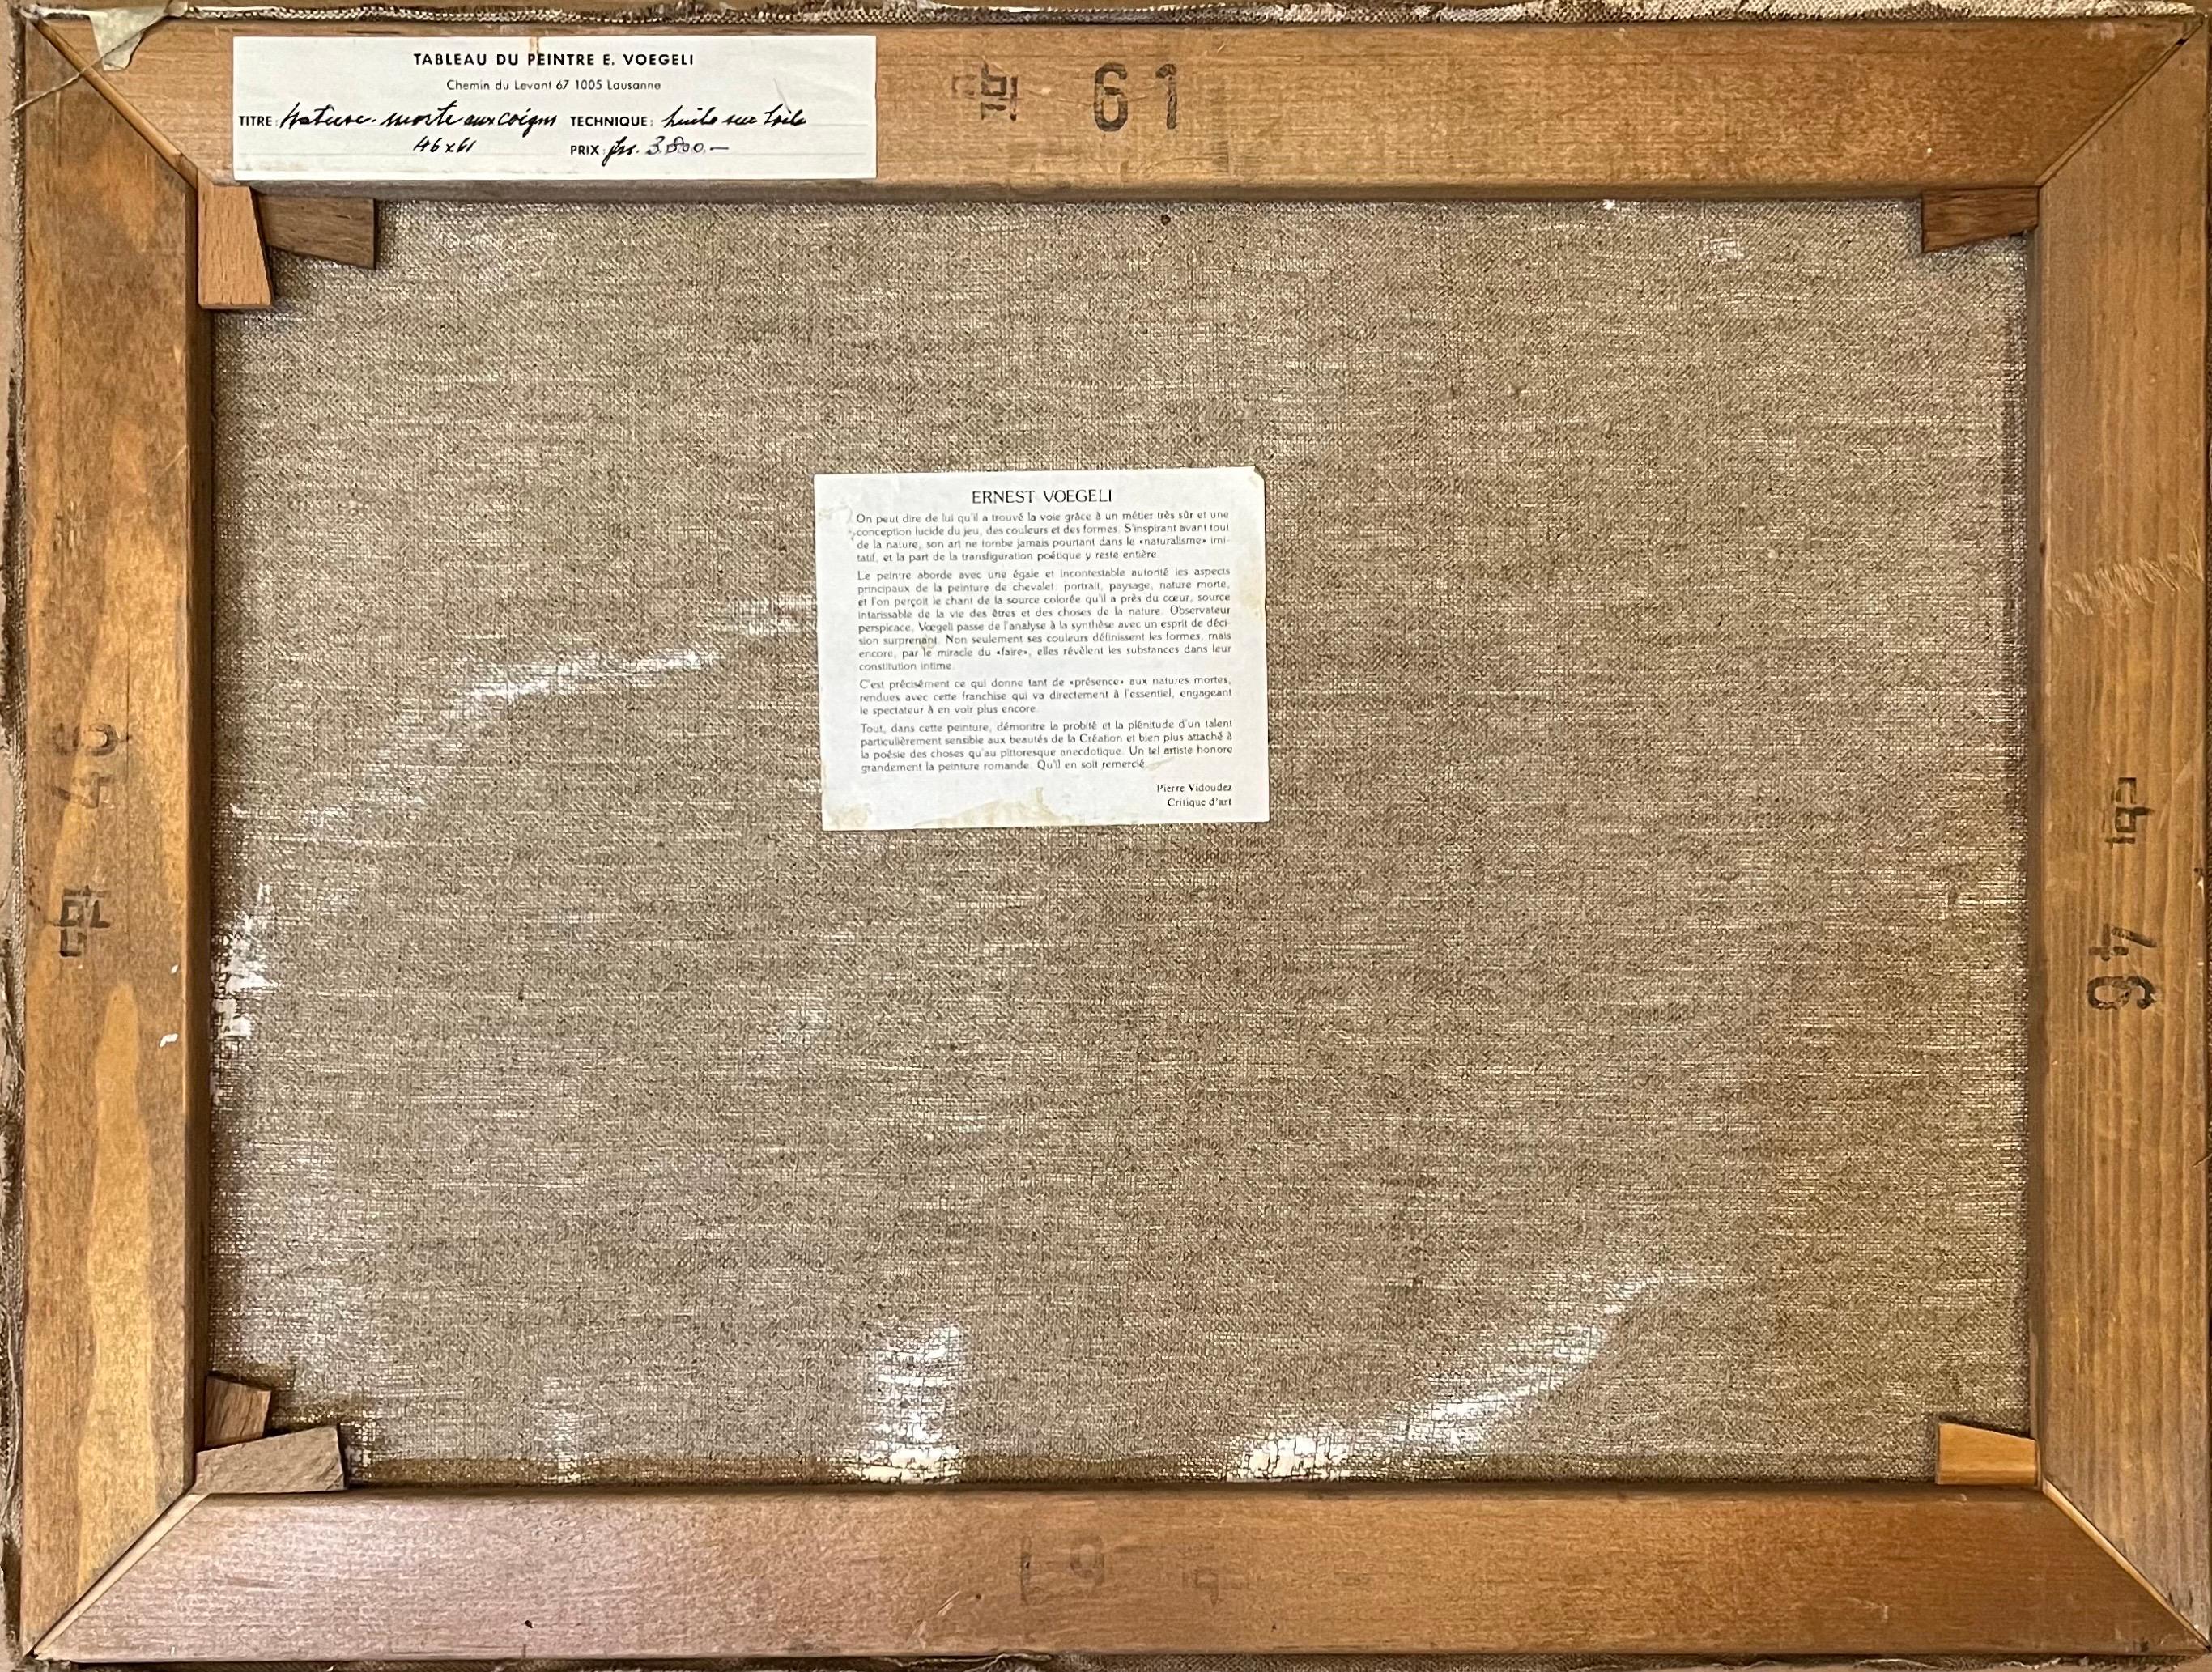 TABLEAU DU PEINTRE E. VOEGELI
Chemin du Levant 67 1005 Lausanne
TITRE: Nature-morte aux coigns TECHNIQUE: huile sur toile
46x61 PRIX: frs. 3.800.—
61
ERNEST VOEGELI
On peut dire de lui qu'il a trouvé la voie grâce à un métier très sûr et une
conception lucide du jeu, des couleurs et des formes. S'inspirant avant tout
de la nature, son art ne tombe jamais pourtant dans le «naturalisme» imi-
tatif, et la part de la transfiguration poétique y reste entière.
Le peintre aborde avec une égale et incontestable autorité les aspects
principaux de la peinture de chevalet: portrait, paysage, nature morte,
et l'on perçoit le chant de la source colorée qu'il a près du cœur, source
intarissable de la vie des êtres et des choses de la nature. Observateur
perspicace, Vœgeli passe de l'analyse à la synthèse avec un esprit de déci-
sion surprenant. Non seulement ses couleurs définissent les formes, mais
encore, par le miracle du «faire», elles révèlent les substances dans leur
constitution intime.
C'est précisément ce qui donne tant de «présence» aux natures mortes,
rendues avec cette franchise qui va directement à l'essentiel, engageant
le spectateur à en voir plus encore.
Tout, dans cette peinture, démontre la probité et la plénitude d'un talent
particulièrement sensible aux beautés de la Création et bien plus attaché à
la poésie des choses qu'au pittoresque anecdotique. Un tel artiste honore
grandement la peinture romande. Qu'il en soit remercié.
Pierre Vidoudez
Critique d'art
46
46
61